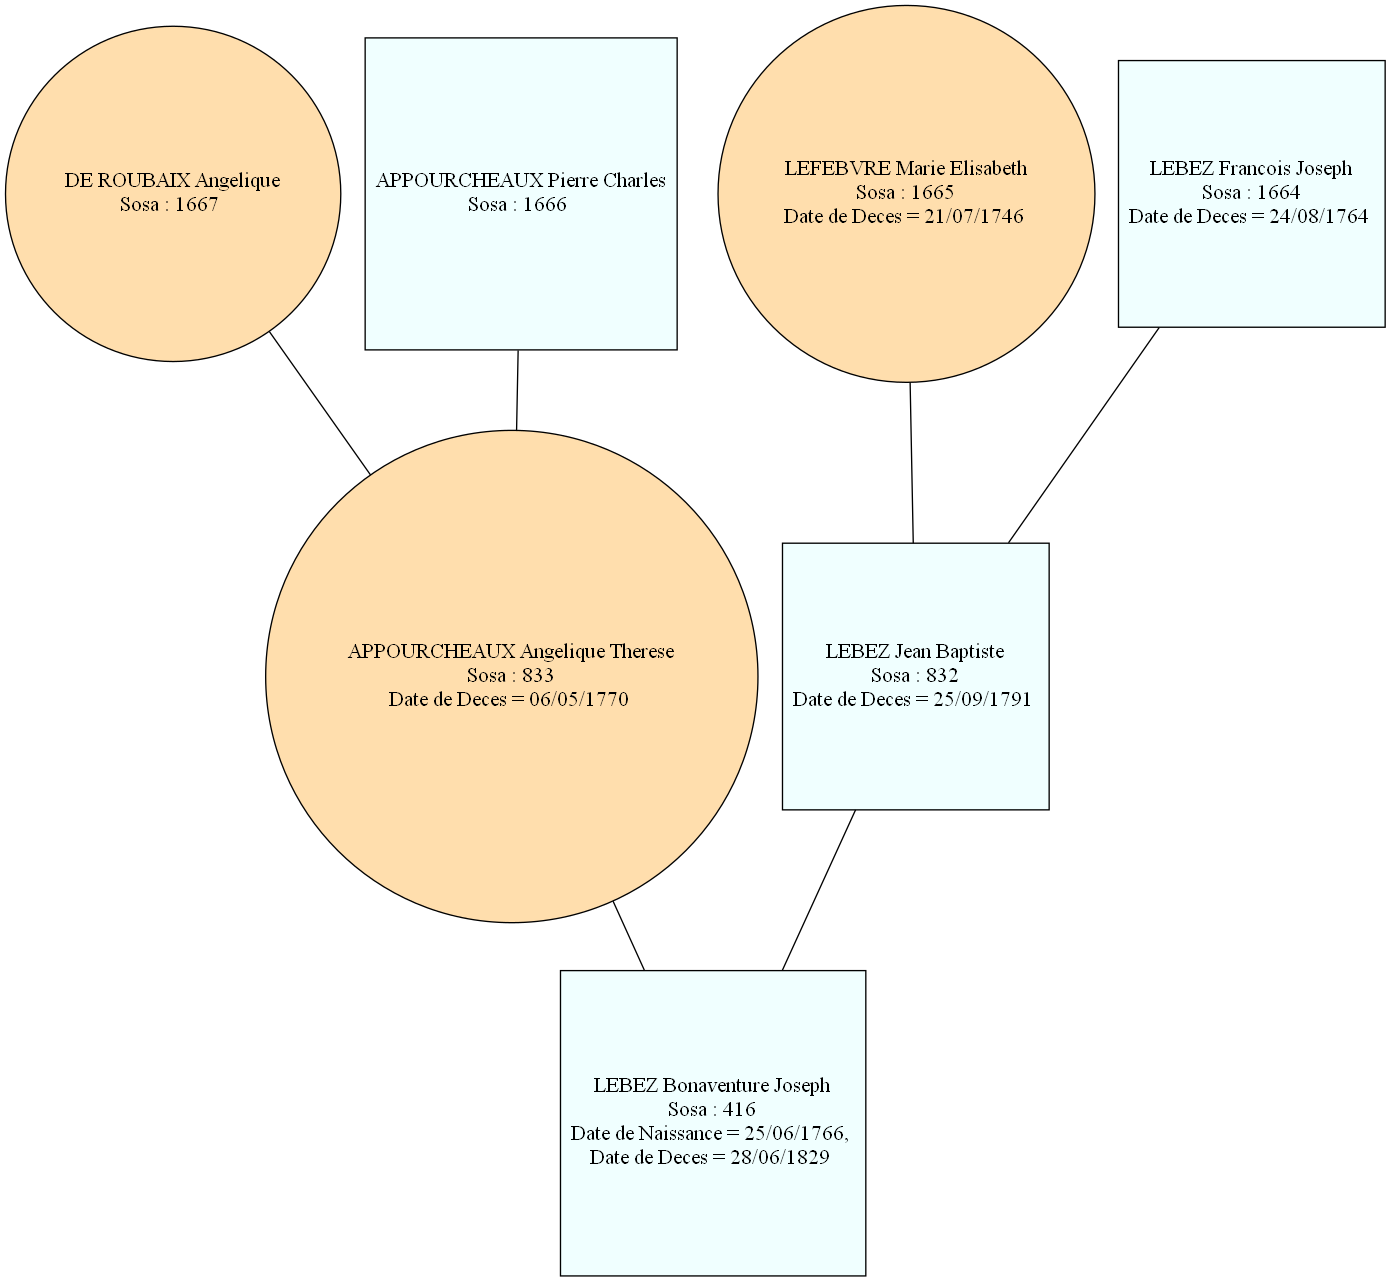 DE ROUBAIX Angelique
Sosa : 1667
APPOURCHEAUX Pierre Charles
Sosa : 1666
LEFEBVRE Marie Elisabeth
Sosa : 1665
Date de Deces = 21/07/1746
LEBEZ Francois Joseph
Sosa : 1664
Date de Deces = 24/08/1764
APPOURCHEAUX Angelique Therese
Sosa : 833
Date de Deces = 06/05/1770
LEBEZ Jean Baptiste
Sosa : 832
Date de Deces = 25/09/1791
LEBEZ Bonaventure Joseph
Sosa : 416
Date de Naissance = 25/06/1766,
Date de Deces = 28/06/1829